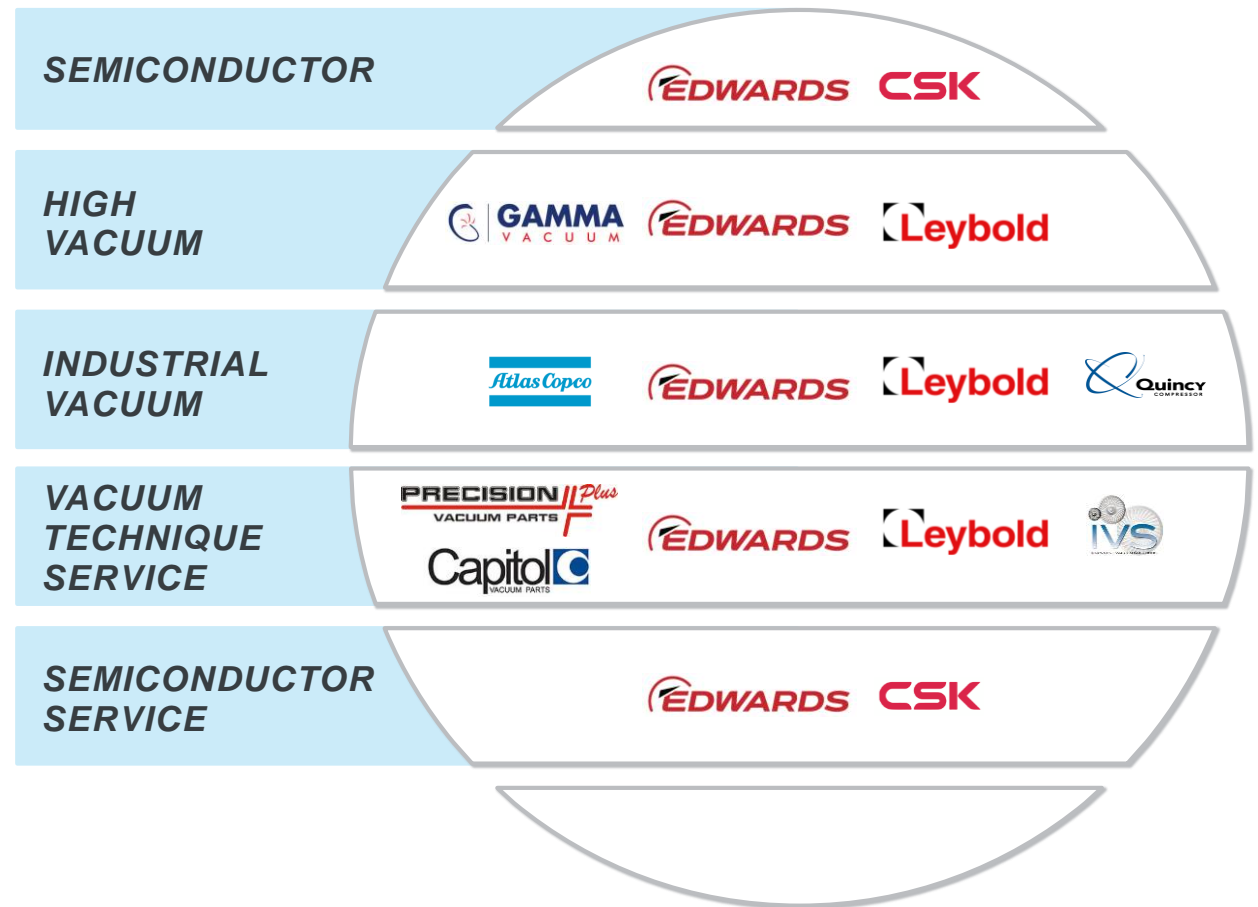 SEMICONDUCTOR
EDWARDS CSK
HIGH
VACUUM
GAMMA
VACUUM
EDWARDS Leybold
INDUSTRIAL
VACUUM
Atlas Copco EDWARDS Leybold Quincy
COMPRESSOR
VACUUM
TECHNIQUE
SERVICE
PRECISION Plus
VACUUM PARTS
Capitol
VACUUM PARTS
EDWARDS Leybold IVS
SEMICONDUCTOR
SERVICE
EDWARDS CSK